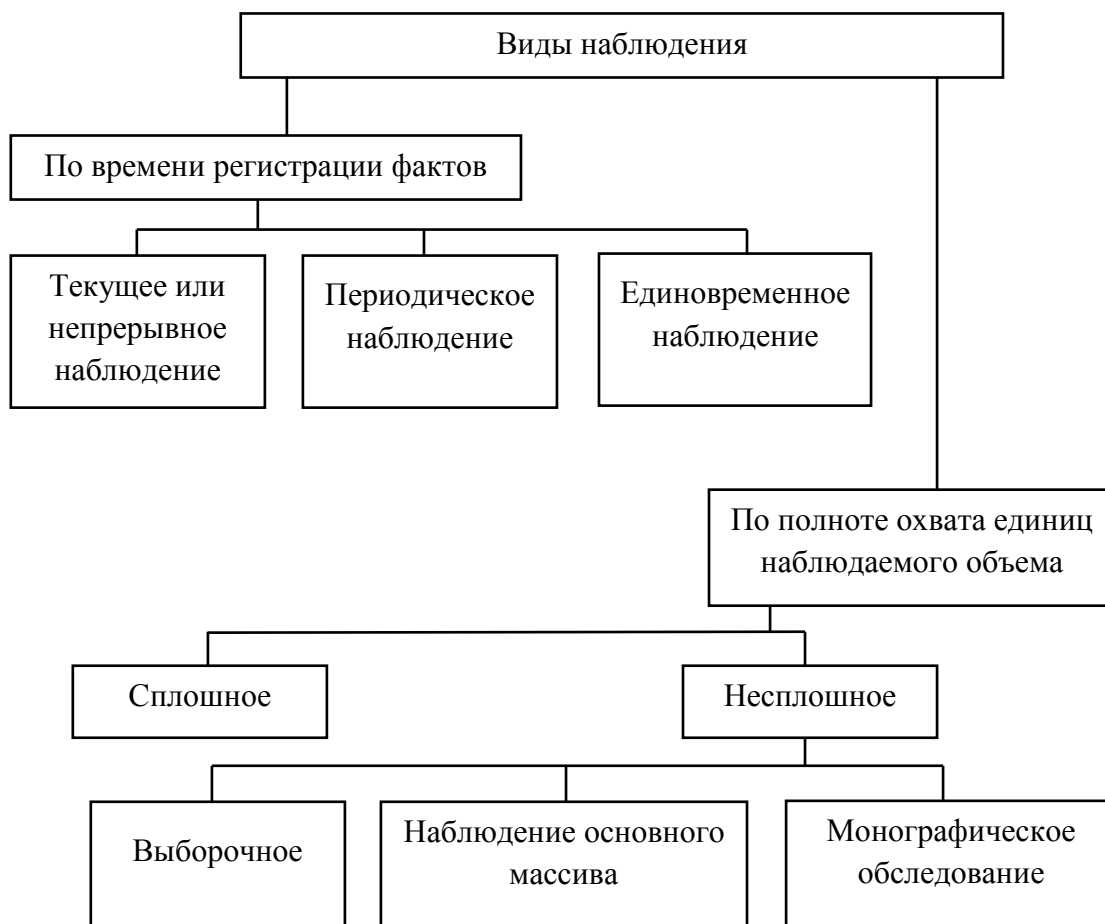 Виды наблюдения
По времени регистрации фактов
Текущее или
непрерывное
наблюдение
Периодическое
наблюдение
Единовременное
наблюдение
По полноте охвата единиц
наблюдаемого объема
Сплошное
Несплошное
Выборочное
Наблюдение основного
массива
Монографическое
обследование